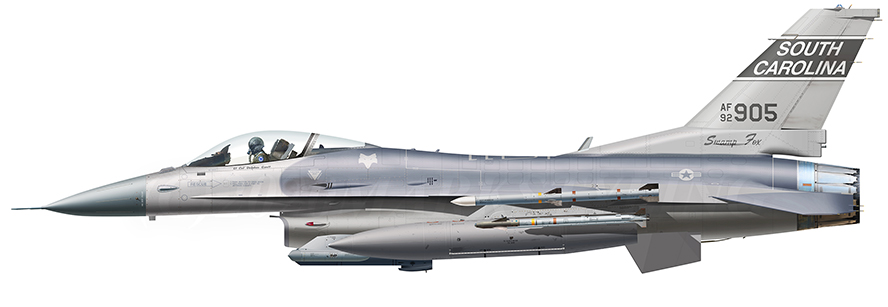 SOUTH
CAROLINA
AF
92 905
Swamp Fox